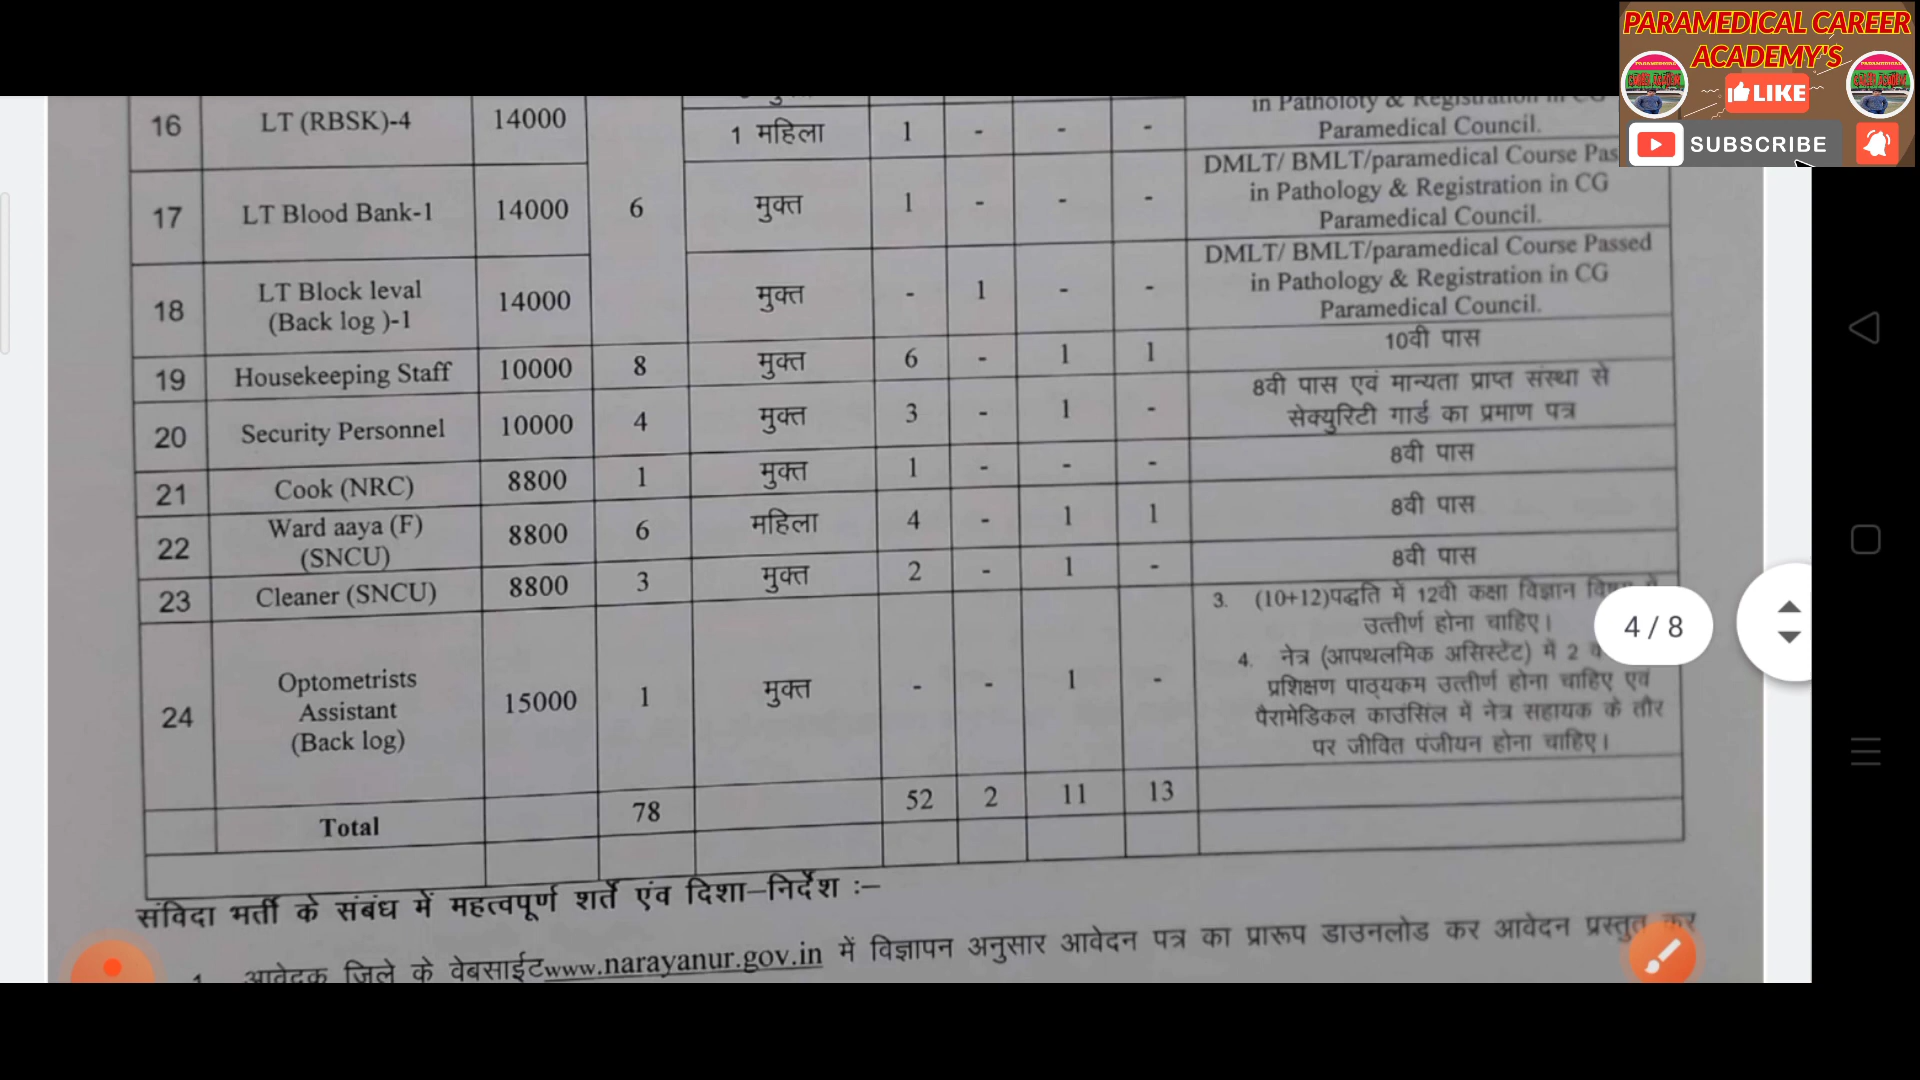 PARAMEDICAL CAREER
ACADEMY'S
LIKE
SUBSCRIBE
16 LT (RBSK)-4 14000 in Patholoty & Registration in CG
1 महिला 1 - - - Paramedical Council.
17 LT Blood Bank-1 14000 6 मुक्त 1 - - - DMLT/ BMLT/paramedical Course Pas
in Pathology & Registration in CG
Paramedical Council.
18 LT Block leval 14000 मुक्त - 1 - - DMLT/ BMLT/paramedical Course Passed
(Back log )-1 in Pathology & Registration in CG
Paramedical Council.
19 Housekeeping Staff 10000 8 मुक्त 6 - 1 1 10वी पास
20 Security Personnel 10000 4 मुक्त 3 - 1 - 8वी पास एवं मान्यता प्राप्त संस्था से
सेक्युरिटी गार्ड का प्रमाण पत्र
21 Cook (NRC) 8800 1 मुक्त 1 - - - 8वी पास
22 Ward aaya (F) 8800 6 महिला 4 - 1 1 8वी पास
(SNCU)
23 Cleaner (SNCU) 8800 3 मुक्त 2 - 1 - 8वी पास
24 Optometrists 15000 1 मुक्त - - 1 - 3. (10+12)पद्धति में 12वी कक्षा विज्ञान
Assistant उत्तीर्ण होना चाहिए।
(Back log) 4. नेत्र (आपथलमिक असिस्टेंट) में 2
प्रशिक्षण पाठ्यकम उत्तीर्ण होना चाहिए एवं
पैरामेडिकल काउंसिंल में नेत्र सहायक के तौर
पर जीवित पंजीयन होना चाहिए।
Total 78 52 2 11 13
4 / 8
संविदा भर्ती के संबंध में महत्वपूर्ण शर्ते एंव दिशा–निर्देश :–
1. आवेदक जिले के वेबसाईटwww.narayanur.gov.in में विज्ञापन अनुसार आवेदन पत्र का प्रारूप डाउनलोड कर आवेदन प्रस्तुत कर